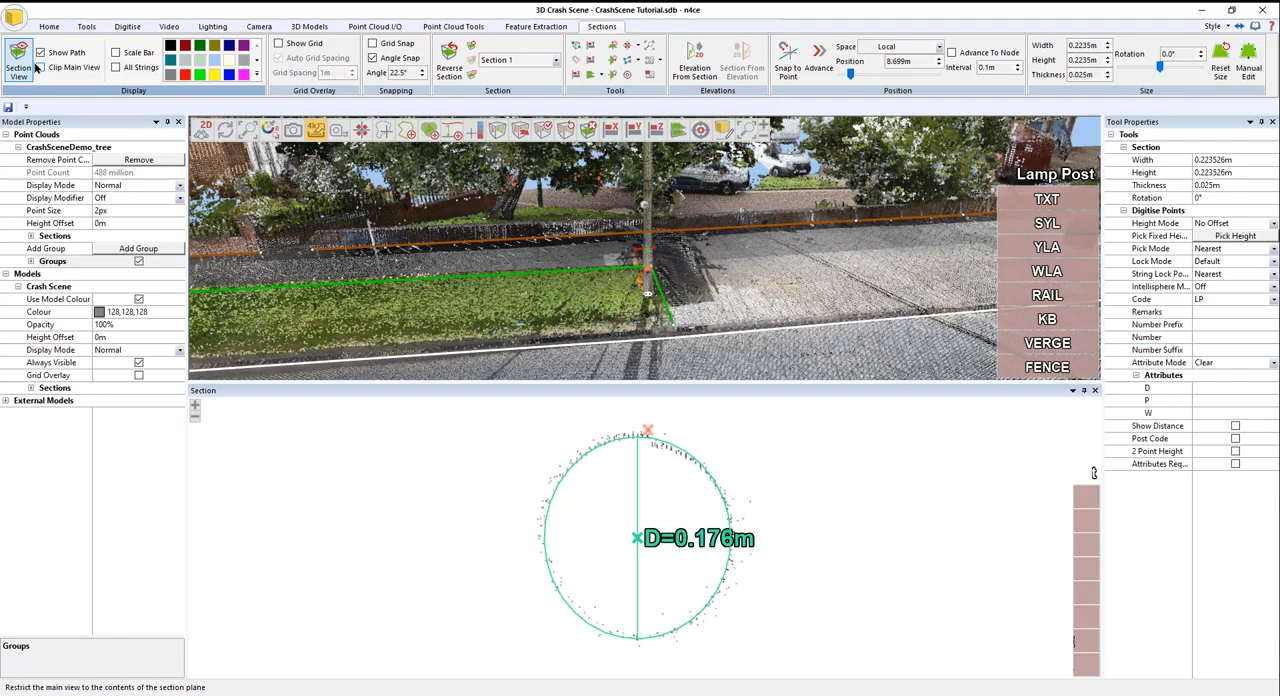 3D Crash Scene - CrashScene Tutorial.sdb - n4ce
Home Tools Digitise Video Lighting Camera 3D Models Point Cloud I/O Point Cloud Tools Feature Extraction Sections Style
Section View
Show Path
Clip Main View
Scale Bar
All Strings
Display
Show Grid
Auto Grid Spacing
Grid Spacing 1m
Grid Overlay
Grid Snap
Angle Snap
Angle 22.5°
Snapping
Reverse Section
Section 1
Section
Tools
Elevation From Section
Section From Elevation
Elevations
Snap to Point
Advance
Space Local
Position 8.699m
Advance To Node
Interval 0.1m
Position
Width 0.2235m
Height 0.2235m
Thickness 0.025m
Rotation 0.0°
Reset Size
Manual Edit
Size
Model Properties
Point Clouds
CrashSceneDemo_tree
Remove Point C... Remove
Point Count 488 million
Display Mode Normal
Display Modifier Off
Point Size 2px
Height Offset 0m
Sections
Add Group Add Group
Groups
Models
Crash Scene
Use Model Colour
Colour 128,128,128
Opacity 100%
Height Offset 0m
Display Mode Normal
Always Visible
Grid Overlay
Sections
External Models
Groups
2D
X
Y
Z
Lamp Post
TXT
SYL
YLA
WLA
RAIL
KB
VERGE
FENCE
Section
D=0.176m
Tool Properties
Tools
Section
Width 0.223526m
Height 0.223526m
Thickness 0.025m
Rotation 0°
Digitise Points
Height Mode No Offset
Pick Fixed Hei... Pick Height
Pick Mode Nearest
Lock Mode Default
String Lock Po... Nearest
Intellisphere M... Off
Code LP
Remarks
Number Prefix
Number
Number Suffix
Attribute Mode Clear
Attributes
D
P
W
Show Distance
Post Code
2 Point Height
Attributes Req...
Restrict the main view to the contents of the section plane